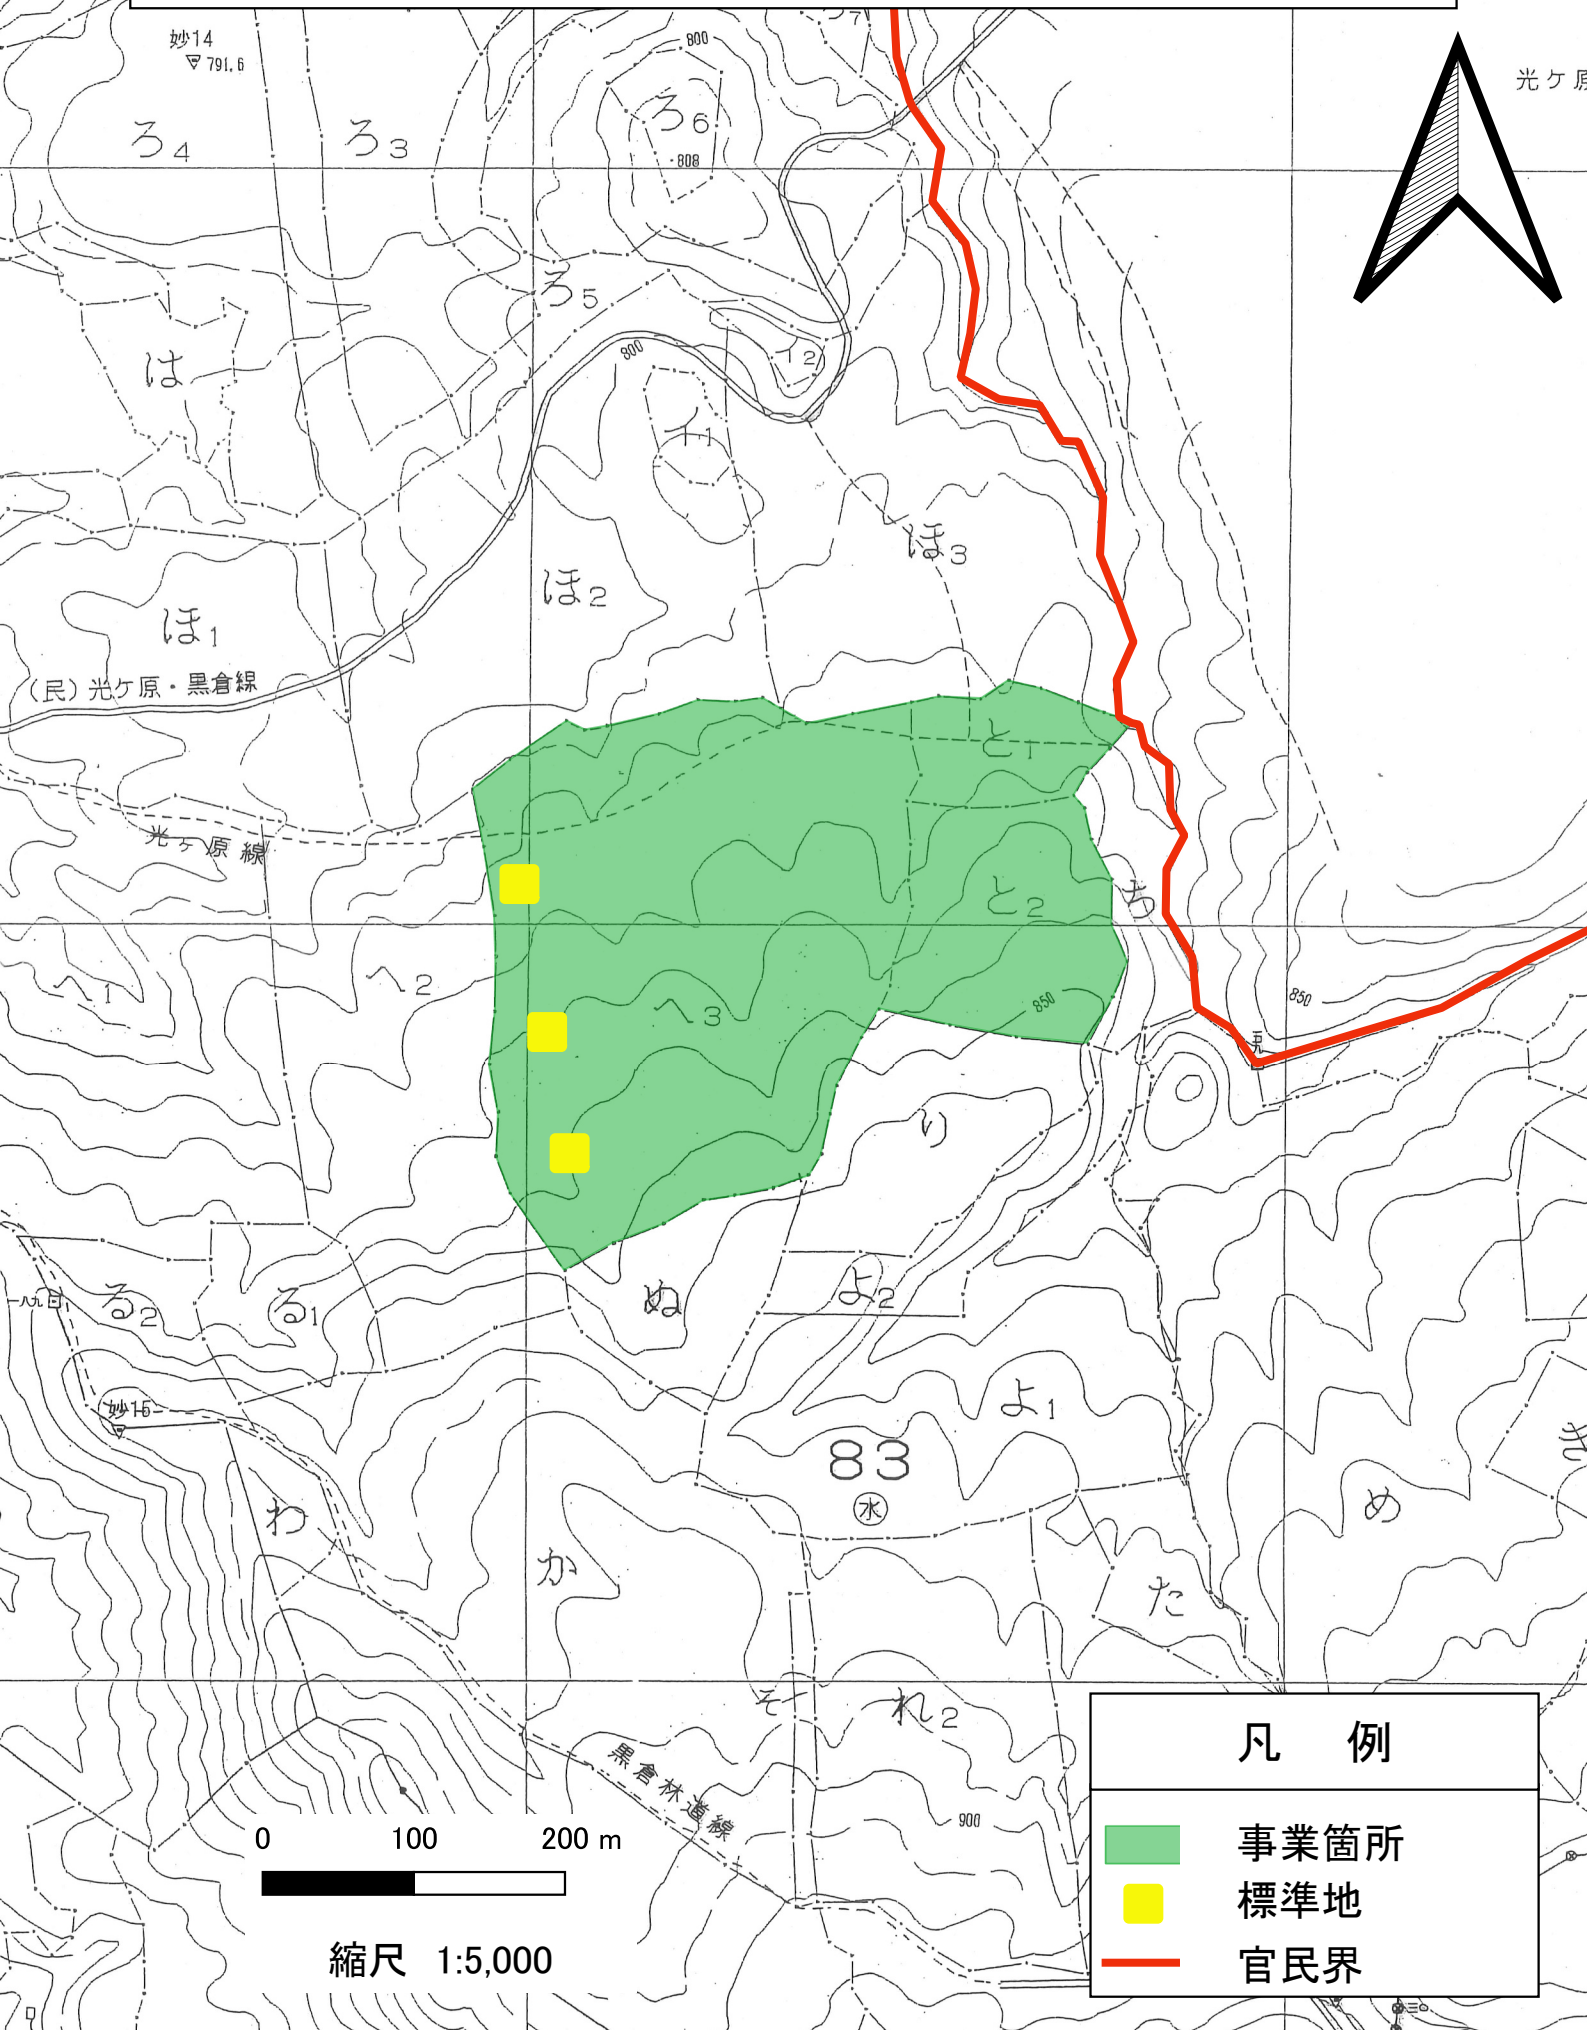 妙14
791.6
800
光ケ原
ろ4
ろ3
ろ6
808
ろ5
は
800
イ2
イ1
ほ3
ほ2
ほ1
(民)光ケ原・黒倉線
と1
光ヶ原線
と2
ち
へ1
へ2
へ3
850
850
り
ぬ
よ2
る2
る1
一八九
妙15
よ1
83
水
き
わ
め
か
た
そ
れ2
黒倉林道線
900
凡 例
事業箇所
標準地
官民界
0 100 200 m
縮尺 1:5,000